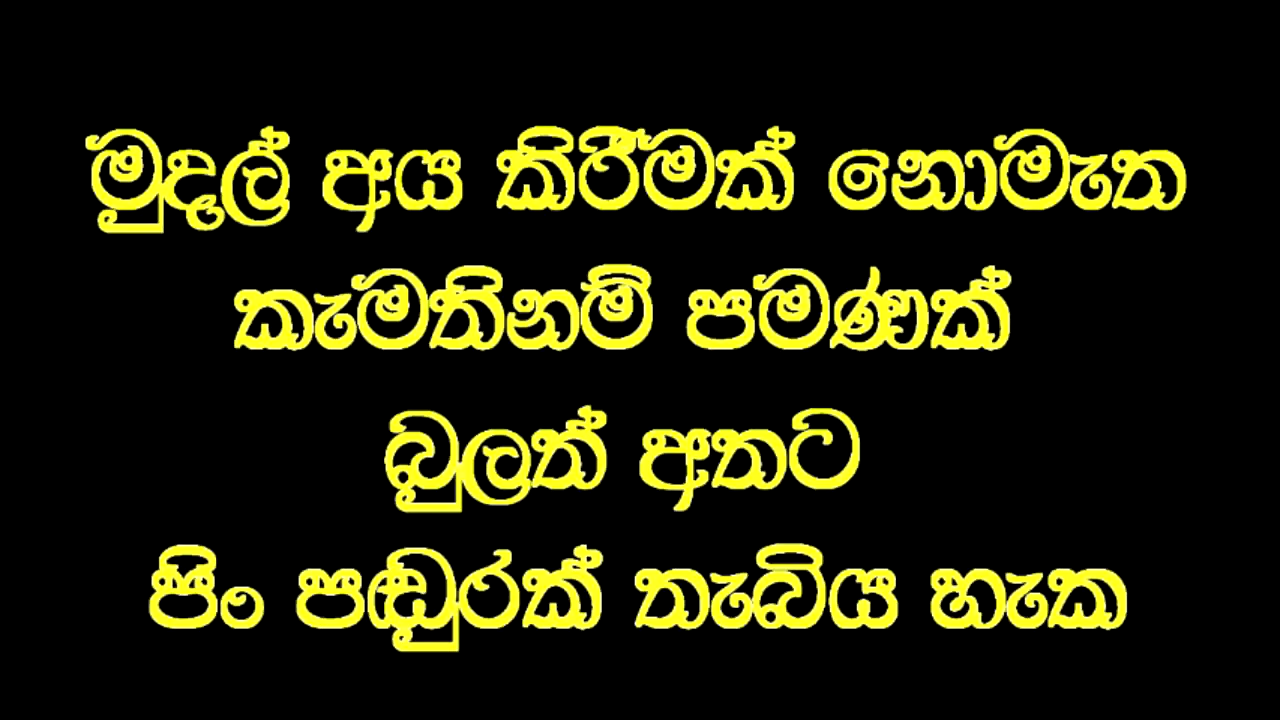 මුදල් අය කිරීමක් නොමැත
කැමතිනම් පමණක්
බුලත් අතට
පිං පඬුරක් තැබිය හැක